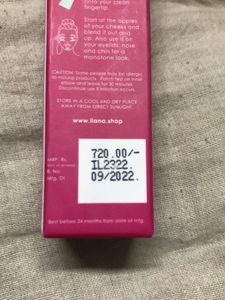 onto your clean
fingertip.
Start at the apples
of your cheeks and
blend it out and
up. Also use it on
your eyelids, nose
and chin for a
monotone look.
CAUTION: Some people may be allergic
to natural products. Patch test on inner
elbow and leave for 30 minutes.
Discontinue use if irritation occurs.
STORE IN A COOL AND DRY PLACE
AWAY FROM DIRECT SUNLIGHT.
www.ilana.shop
MRP Rs. 720.00/-
B. No. IL2322
Mfg. Dt 09/2022.
Best before 24 months from date of mfg.